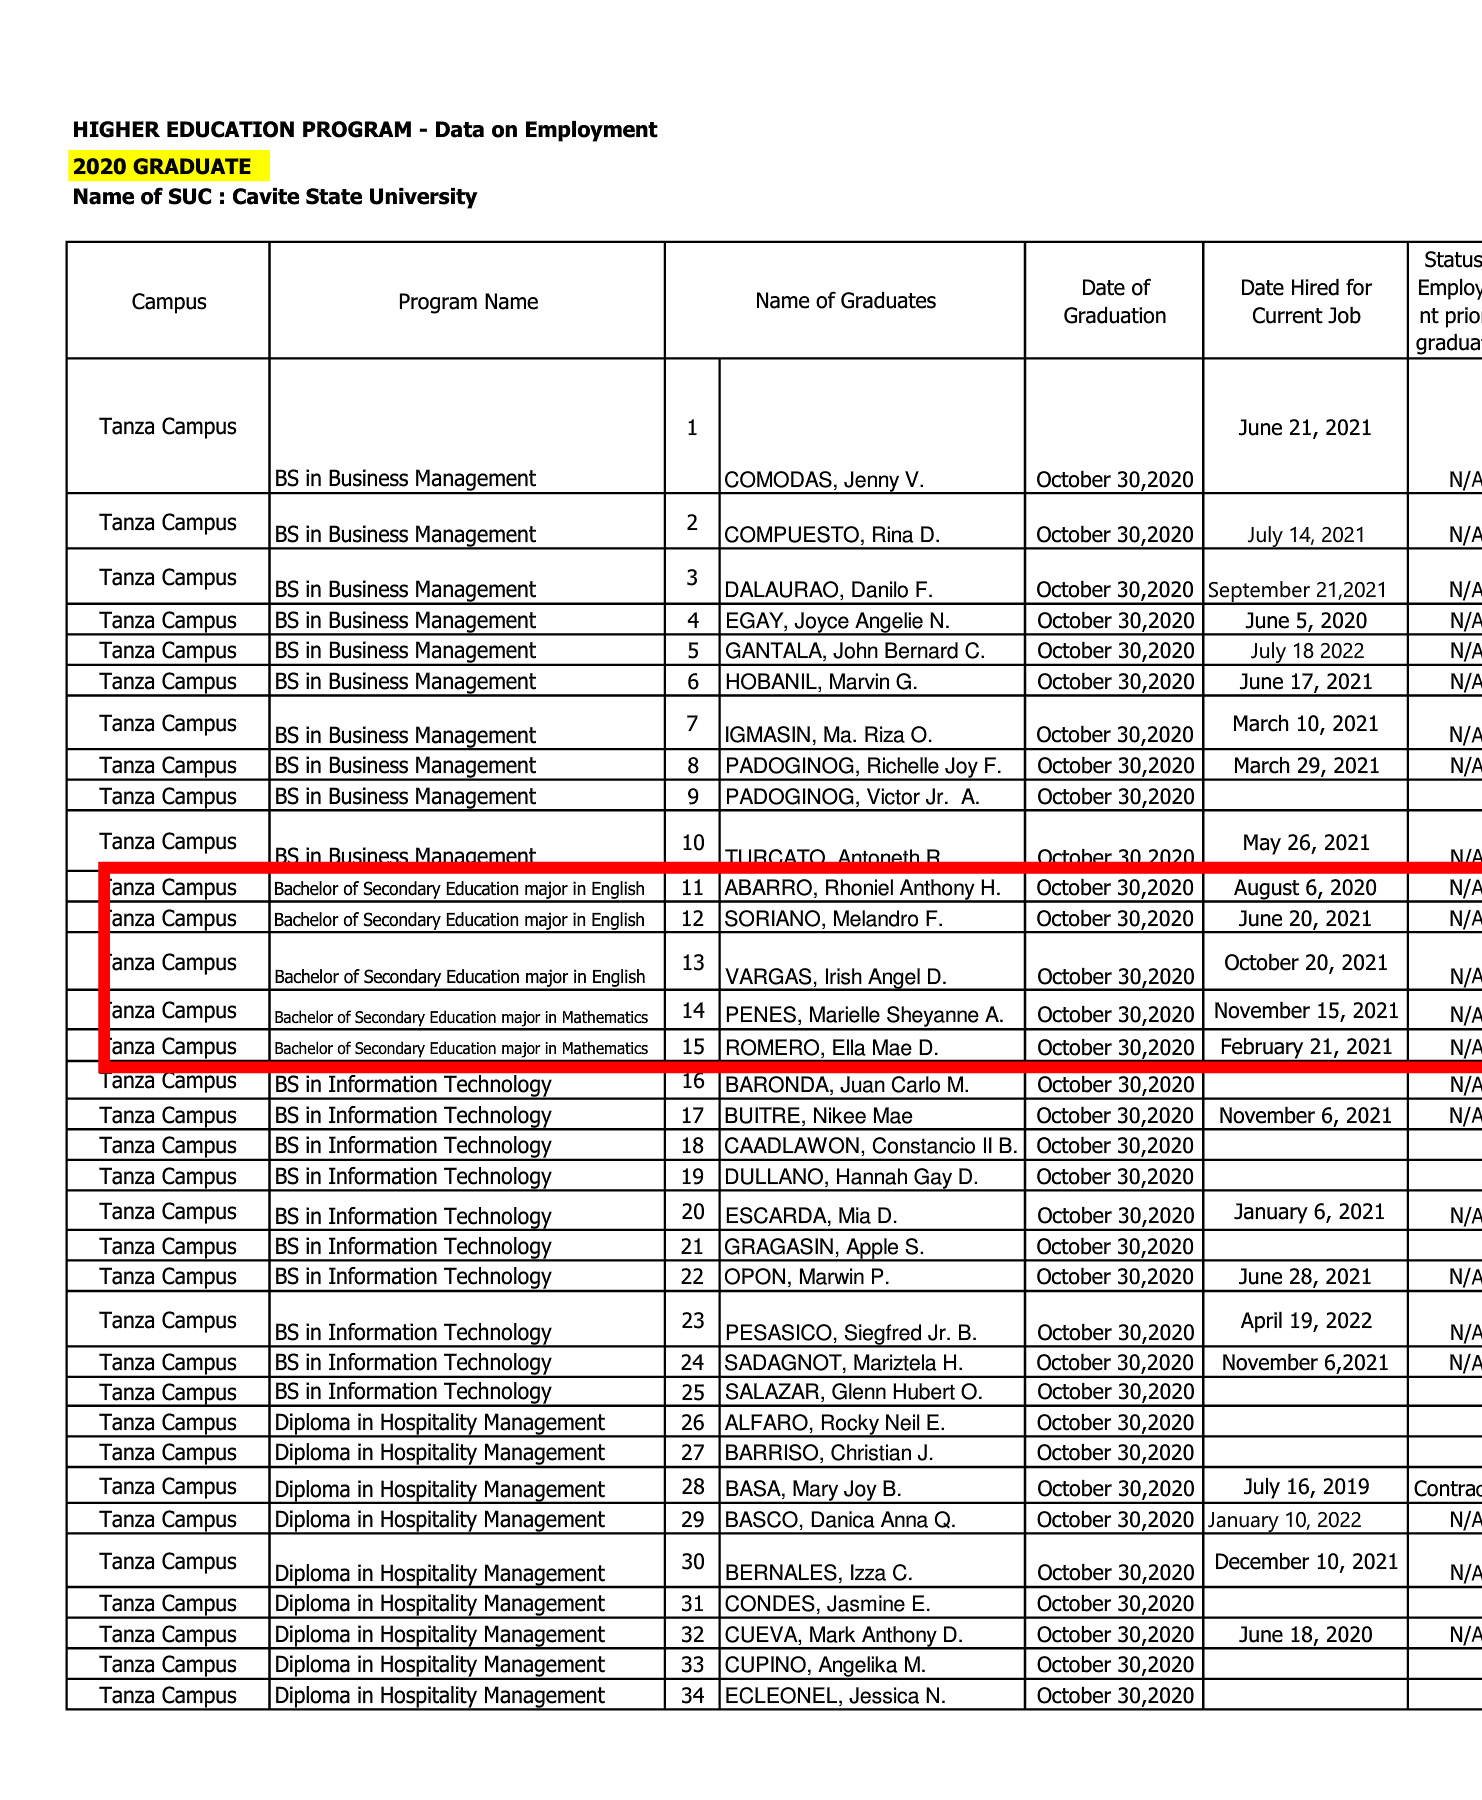 HIGHER EDUCATION PROGRAM - Data on Employment
2020 GRADUATE
Name of SUC : Cavite State University
Campus Program Name Name of Graduates Date of Graduation Date Hired for Current Job Status Employ nt prio gradua
Tanza Campus BS in Business Management 1 COMODAS, Jenny V. October 30,2020 June 21, 2021 N/A
Tanza Campus BS in Business Management 2 COMPUESTO, Rina D. October 30,2020 July 14, 2021 N/A
Tanza Campus BS in Business Management 3 DALAURAO, Danilo F. October 30,2020 September 21,2021 N/A
Tanza Campus BS in Business Management 4 EGAY, Joyce Angelie N. October 30,2020 June 5, 2020 N/A
Tanza Campus BS in Business Management 5 GANTALA, John Bernard C. October 30,2020 July 18 2022 N/A
Tanza Campus BS in Business Management 6 HOBANIL, Marvin G. October 30,2020 June 17, 2021 N/A
Tanza Campus BS in Business Management 7 IGMASIN, Ma. Riza O. October 30,2020 March 10, 2021 N/A
Tanza Campus BS in Business Management 8 PADOGINOG, Richelle Joy F. October 30,2020 March 29, 2021 N/A
Tanza Campus BS in Business Management 9 PADOGINOG, Victor Jr. A. October 30,2020
Tanza Campus BS in Business Management 10 TURCATO, Antoneth R October 30,2020 May 26, 2021 N/A
Tanza Campus Bachelor of Secondary Education major in English 11 ABARRO, Rhoniel Anthony H. October 30,2020 August 6, 2020 N/A
Tanza Campus Bachelor of Secondary Education major in English 12 SORIANO, Melandro F. October 30,2020 June 20, 2021 N/A
Tanza Campus Bachelor of Secondary Education major in English 13 VARGAS, Irish Angel D. October 30,2020 October 20, 2021 N/A
Tanza Campus Bachelor of Secondary Education major in Mathematics 14 PENES, Marielle Sheyanne A. October 30,2020 November 15, 2021 N/A
Tanza Campus Bachelor of Secondary Education major in Mathematics 15 ROMERO, Ella Mae D. October 30,2020 February 21, 2021 N/A
Tanza Campus BS in Information Technology 16 BARONDA, Juan Carlo M. October 30,2020 N/A
Tanza Campus BS in Information Technology 17 BUITRE, Nikee Mae October 30,2020 November 6, 2021 N/A
Tanza Campus BS in Information Technology 18 CAADLAWON, Constancio II B. October 30,2020
Tanza Campus BS in Information Technology 19 DULLANO, Hannah Gay D. October 30,2020
Tanza Campus BS in Information Technology 20 ESCARDA, Mia D. October 30,2020 January 6, 2021 N/A
Tanza Campus BS in Information Technology 21 GRAGASIN, Apple S. October 30,2020
Tanza Campus BS in Information Technology 22 OPON, Marwin P. October 30,2020 June 28, 2021 N/A
Tanza Campus BS in Information Technology 23 PESASICO, Siegfred Jr. B. October 30,2020 April 19, 2022 N/A
Tanza Campus BS in Information Technology 24 SADAGNOT, Mariztela H. October 30,2020 November 6,2021 N/A
Tanza Campus BS in Information Technology 25 SALAZAR, Glenn Hubert O. October 30,2020
Tanza Campus Diploma in Hospitality Management 26 ALFARO, Rocky Neil E. October 30,2020
Tanza Campus Diploma in Hospitality Management 27 BARRISO, Christian J. October 30,2020
Tanza Campus Diploma in Hospitality Management 28 BASA, Mary Joy B. October 30,2020 July 16, 2019 Contrac
Tanza Campus Diploma in Hospitality Management 29 BASCO, Danica Anna Q. October 30,2020 January 10, 2022 N/A
Tanza Campus Diploma in Hospitality Management 30 BERNALES, Izza C. October 30,2020 December 10, 2021 N/A
Tanza Campus Diploma in Hospitality Management 31 CONDES, Jasmine E. October 30,2020
Tanza Campus Diploma in Hospitality Management 32 CUEVA, Mark Anthony D. October 30,2020 June 18, 2020 N/A
Tanza Campus Diploma in Hospitality Management 33 CUPINO, Angelika M. October 30,2020
Tanza Campus Diploma in Hospitality Management 34 ECLEONEL, Jessica N. October 30,2020